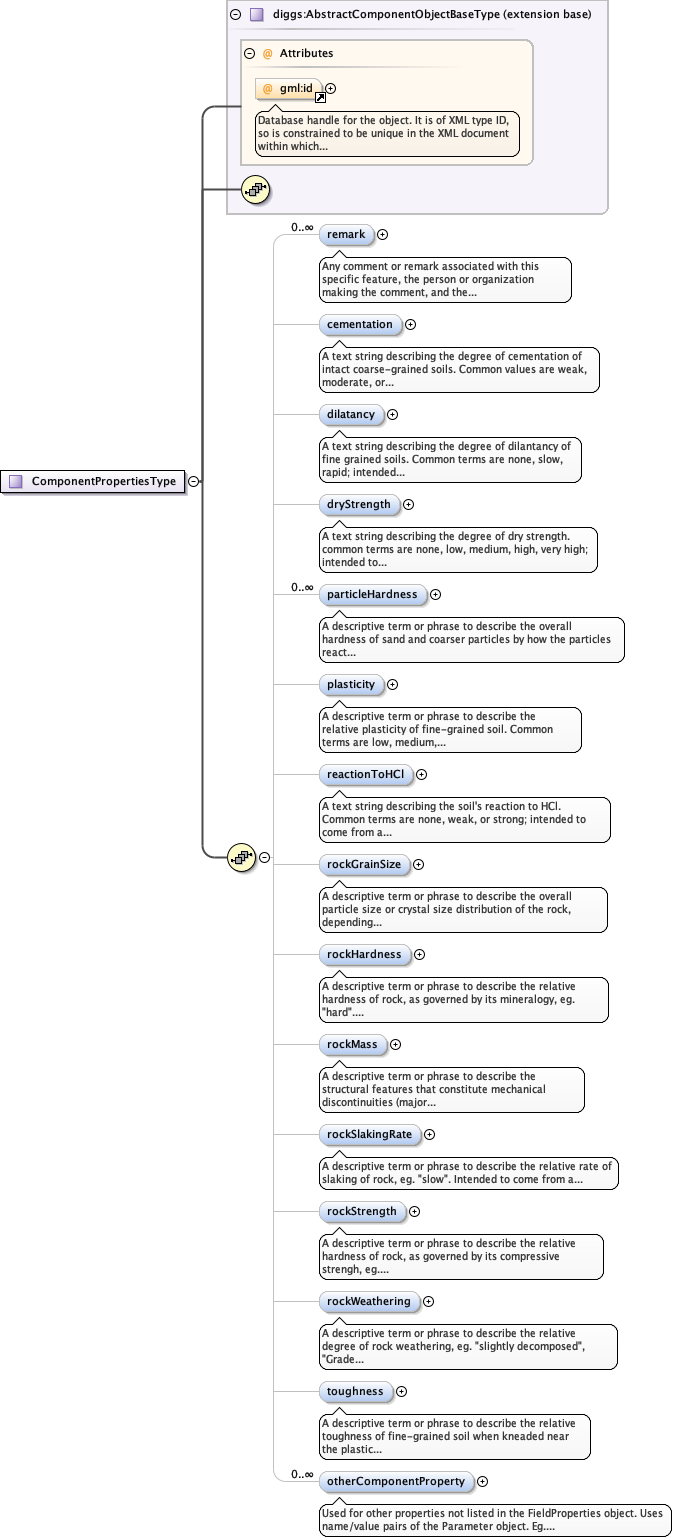 diggs:AbstractComponentObjectBaseType (extension base)
@ Attributes
@ gml:id
Database handle for the object. It is of XML type ID,
so is constrained to be unique in the XML document
within which...
0..∞
remark
Any comment or remark associated with this
specific feature, the person or organization
making the comment, and the...
cementation
A text string describing the degree of cementation of
intact coarse-grained soils. Common values are weak,
moderate, or...
dilatancy
A text string describing the degree of dilantancy of
fine grained soils. Common terms are none, slow,
rapid; intended...
ComponentPropertiesType
dryStrength
A text string describing the degree of dry strength.
common terms are none, low, medium, high, very high;
intended to...
0..∞
particleHardness
A descriptive term or phrase to describe the overall
hardness of sand and coarser particles by how the particles
react...
plasticity
A descriptive term or phrase to describe the
relative plasticity of fine-grained soil. Common
terms are low, medium,...
reactionToHCl
A text string describing the soil's reaction to HCl.
Common terms are none, weak, or strong; intended to
come from a...
rockGrainSize
A descriptive term or phrase to describe the overall
particle size or crystal size distribution of the rock,
depending...
rockHardness
A descriptive term or phrase to describe the relative
hardness of rock, as governed by its mineralogy, eg.
"hard"....
rockMass
A descriptive term or phrase to describe the
structural features that constitute mechanical
discontinuities (major...
rockSlakingRate
A descriptive term or phrase to describe the relative rate of
slaking of rock, eg. "slow". Intended to come from a...
rockStrength
A descriptive term or phrase to describe the relative
hardness of rock, as governed by its compressive
strengh, eg....
rockWeathering
A descriptive term or phrase to describe the relative
degree of rock weathering, eg. "slightly decomposed",
"Grade...
toughness
A descriptive term or phrase to describe the relative
toughness of fine-grained soil when kneaded near
the plastic...
0..∞
otherComponentProperty
Used for other properties not listed in the FieldProperties object. Uses
name/value pairs of the Parameter object. Eg....